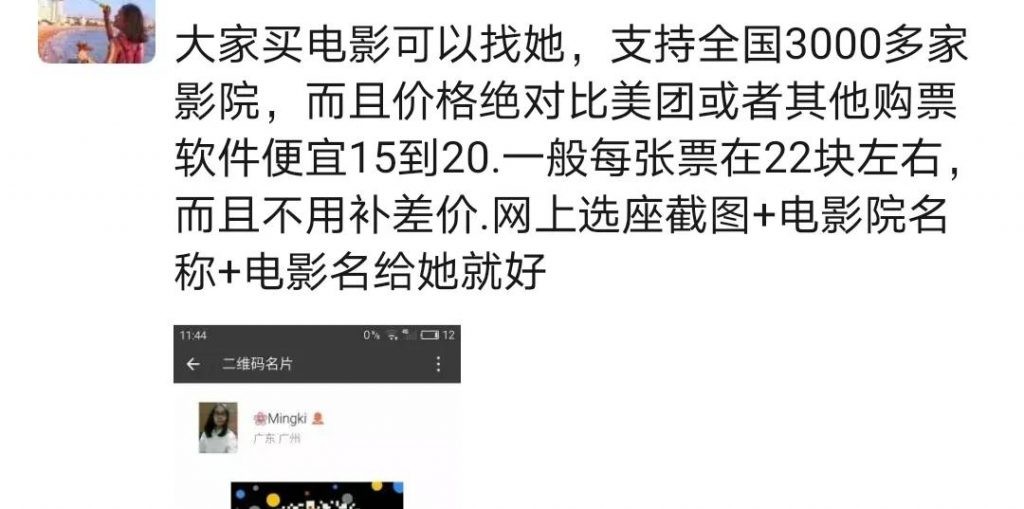 大家买电影可以找她，支持全国3000多家
影院，而且价格绝对比美团或者其他购票
软件便宜15到20.一般每张票在22块左右，
而且不用补差价.网上选座截图+电影院名
称+电影名给她就好
11:44 0% 12
二维码名片
Mingki
广东 广州